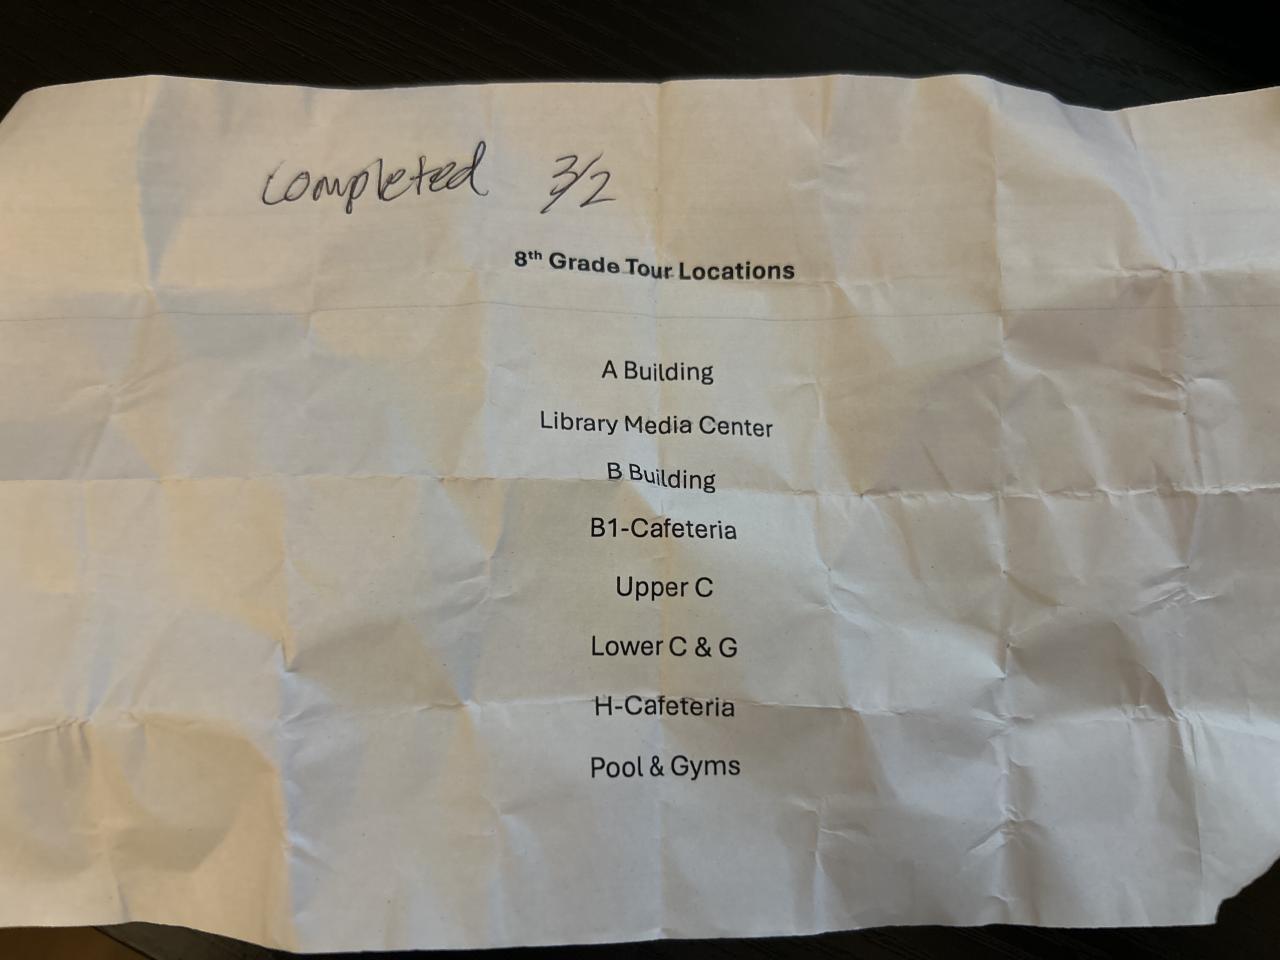 completed 3/2
8th Grade Tour Locations
A Building
Library Media Center
B Building
B1-Cafeteria
Upper C
Lower C & G
H-Cafeteria
Pool & Gyms